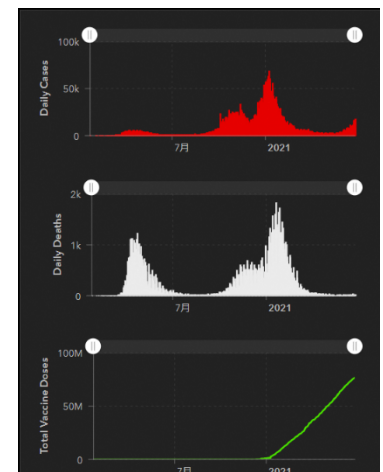 Daily Cases
100k
50k
0
7月
2021
Daily Deaths
2k
1k
0
7月
2021
Total Vaccine Doses
100M
50M
0
7月
2021